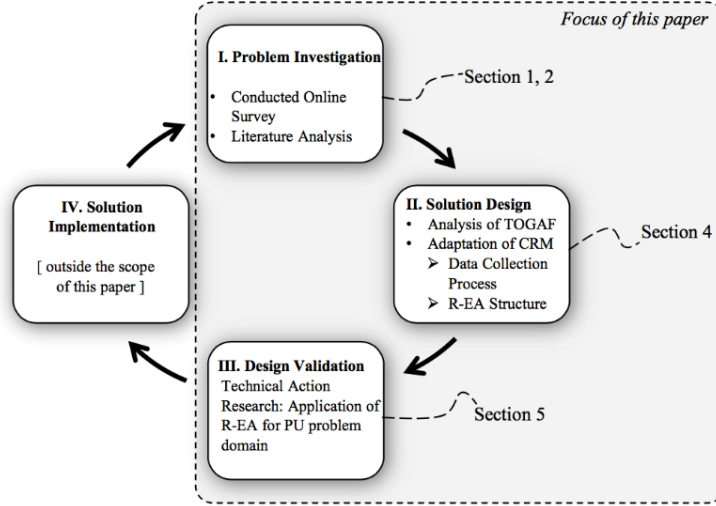 Focus of this paper
I. Problem Investigation
• Conducted Online
Survey
• Literature Analysis
Section 1, 2
II. Solution Design
• Analysis of TOGAF
• Adaptation of CRM
➢ Data Collection
Process
➢ R-EA Structure
Section 4
III. Design Validation
Technical Action
Research: Application of
R-EA for PU problem
domain
Section 5
IV. Solution
Implementation
[ outside the scope
of this paper ]